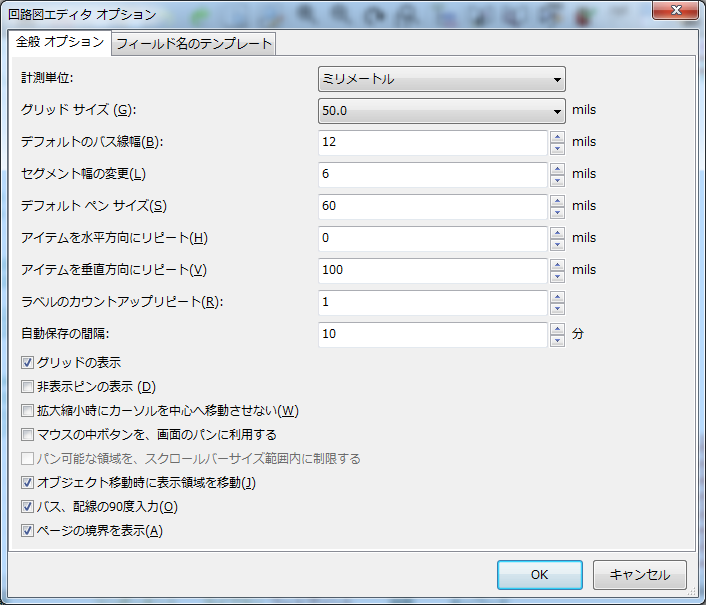 回路図エディタ オプション
全般 オプション フィールド名のテンプレート
計測単位: ミリメートル
グリッド サイズ (G): 50.0 mils
デフォルトのバス線幅(B): 12 mils
セグメント幅の変更(L) 6 mils
デフォルト ペン サイズ(S) 60 mils
アイテムを水平方向にリピート(H) 0 mils
アイテムを垂直方向にリピート(V) 100 mils
ラベルのカウントアップリピート(R): 1
自動保存の間隔: 10 分
グリッドの表示
非表示ピンの表示 (D)
拡大縮小時にカーソルを中心へ移動させない(W)
マウスの中ボタンを、画面のパンに利用する
パン可能な領域を、スクロールバーサイズ範囲内に制限する
オブジェクト移動時に表示領域を移動(J)
バス、配線の90度入力(O)
ページの境界を表示(A)
OK キャンセル